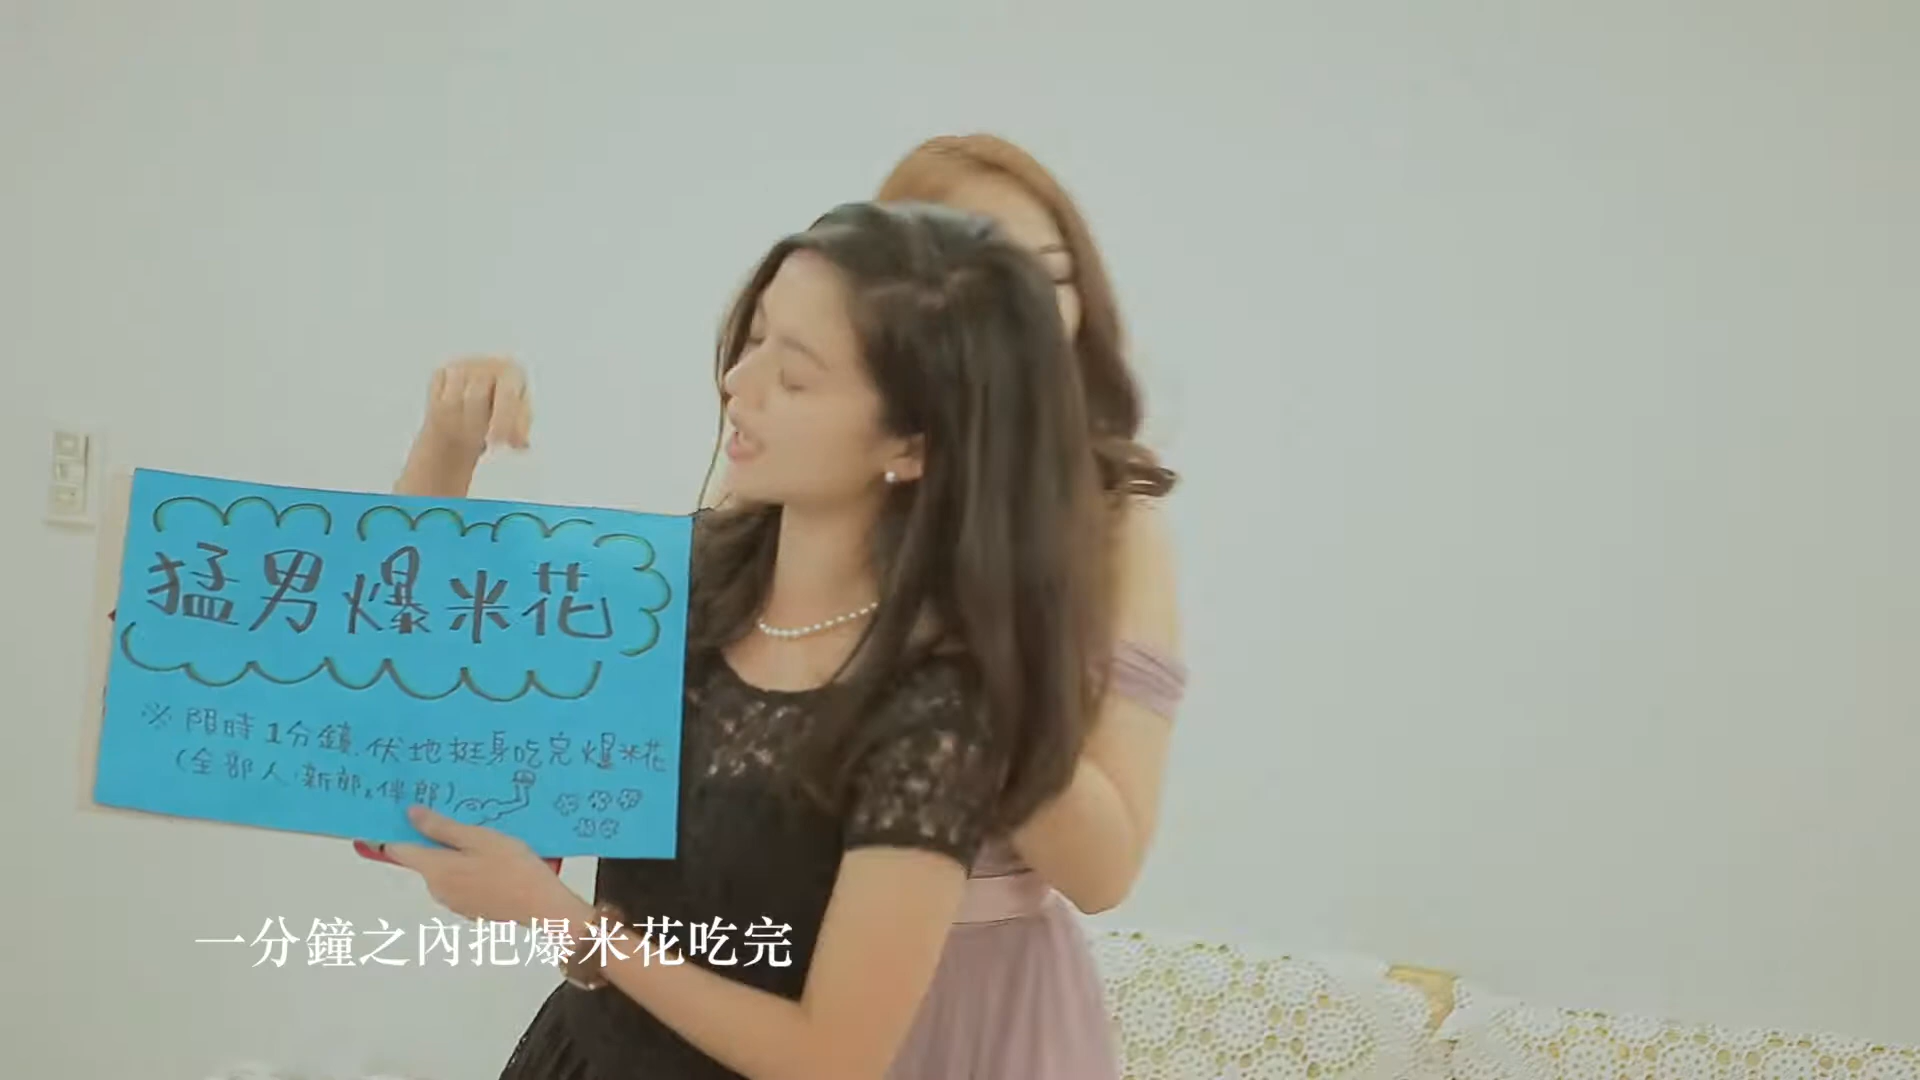 猛男爆米花
※限時1分鐘.伏地挺身吃完爆米花
(全部人:新郎&伴郎)
一分鐘之內把爆米花吃完